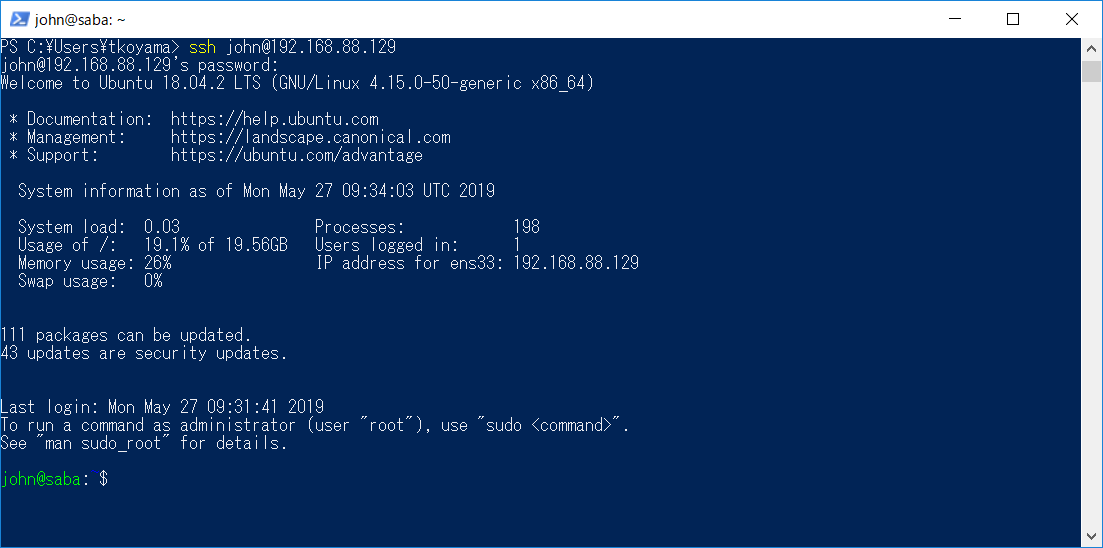 john@saba: ~
PS C:¥Users¥tkoyama> ssh john@192.168.88.129
john@192.168.88.129's password:
Welcome to Ubuntu 18.04.2 LTS (GNU/Linux 4.15.0-50-generic x86_64)
* Documentation:  https://help.ubuntu.com
* Management:     https://landscape.canonical.com
* Support:        https://ubuntu.com/advantage
System information as of Mon May 27 09:34:03 UTC 2019
System load:  0.03               Processes:            198
Usage of /:   19.1% of 19.56GB   Users logged in:      1
Memory usage: 26%                IP address for ens33: 192.168.88.129
Swap usage:   0%
111 packages can be updated.
43 updates are security updates.
Last login: Mon May 27 09:31:41 2019
To run a command as administrator (user "root"), use "sudo <command>".
See "man sudo_root" for details.
john@saba: $